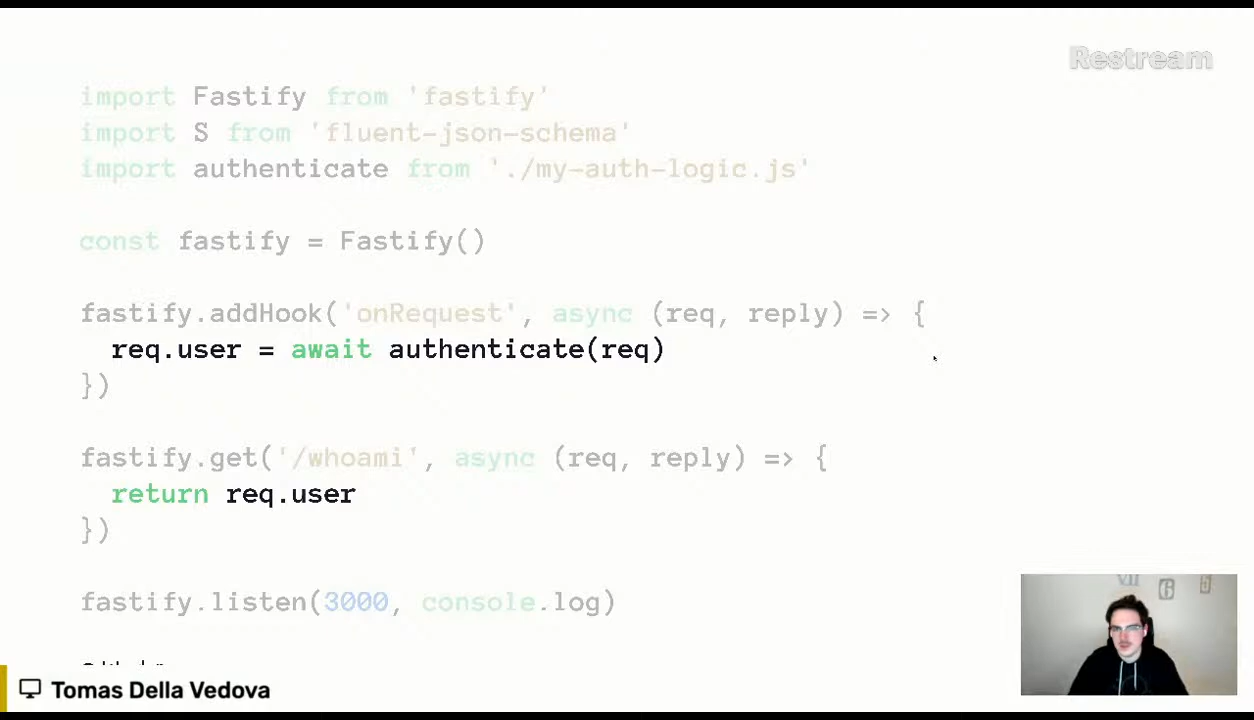 Restream
import Fastify from 'fastify'
import S from 'fluent-json-schema'
import authenticate from './my-auth-logic.js'
const fastify = Fastify()
fastify.addHook('onRequest', async (req, reply) => {
  req.user = await authenticate(req)
})
fastify.get('/whoami', async (req, reply) => {
  return req.user
})
fastify.listen(3000, console.log)
Tomas Della Vedova